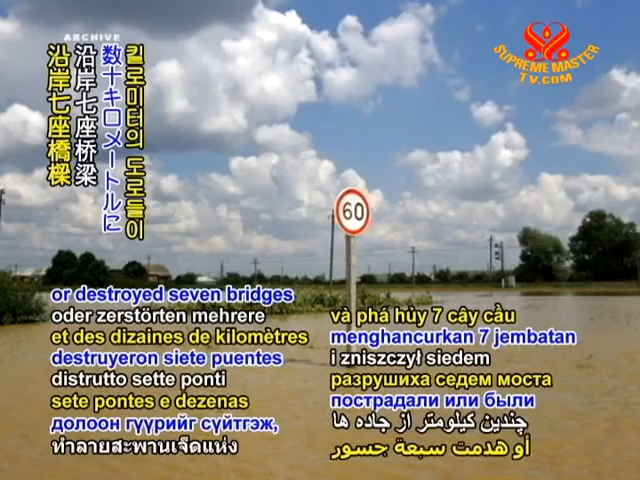 ARCHIVE
SUPREME MASTER
TV.COM
킬로미터의 도로들이
数十キロメートルに
沿岸七座桥梁
沿岸七座橋樑
60
or destroyed seven bridges
oder zerstörten mehrere
et des dizaines de kilomètres
destruyeron siete puentes
distrutto sette ponti
sete pontes e dezenas
долоон гүүрийг сүйтгэж,
ทำลายสะพานเจ็ดแห่ง
và phá hủy 7 cây cầu
menghancurkan 7 jembatan
i zniszczył siedem
разрушиха седем моста
пострадали или были
چندین کیلومتر از جاده ها
أو هدمت سبعة جسور